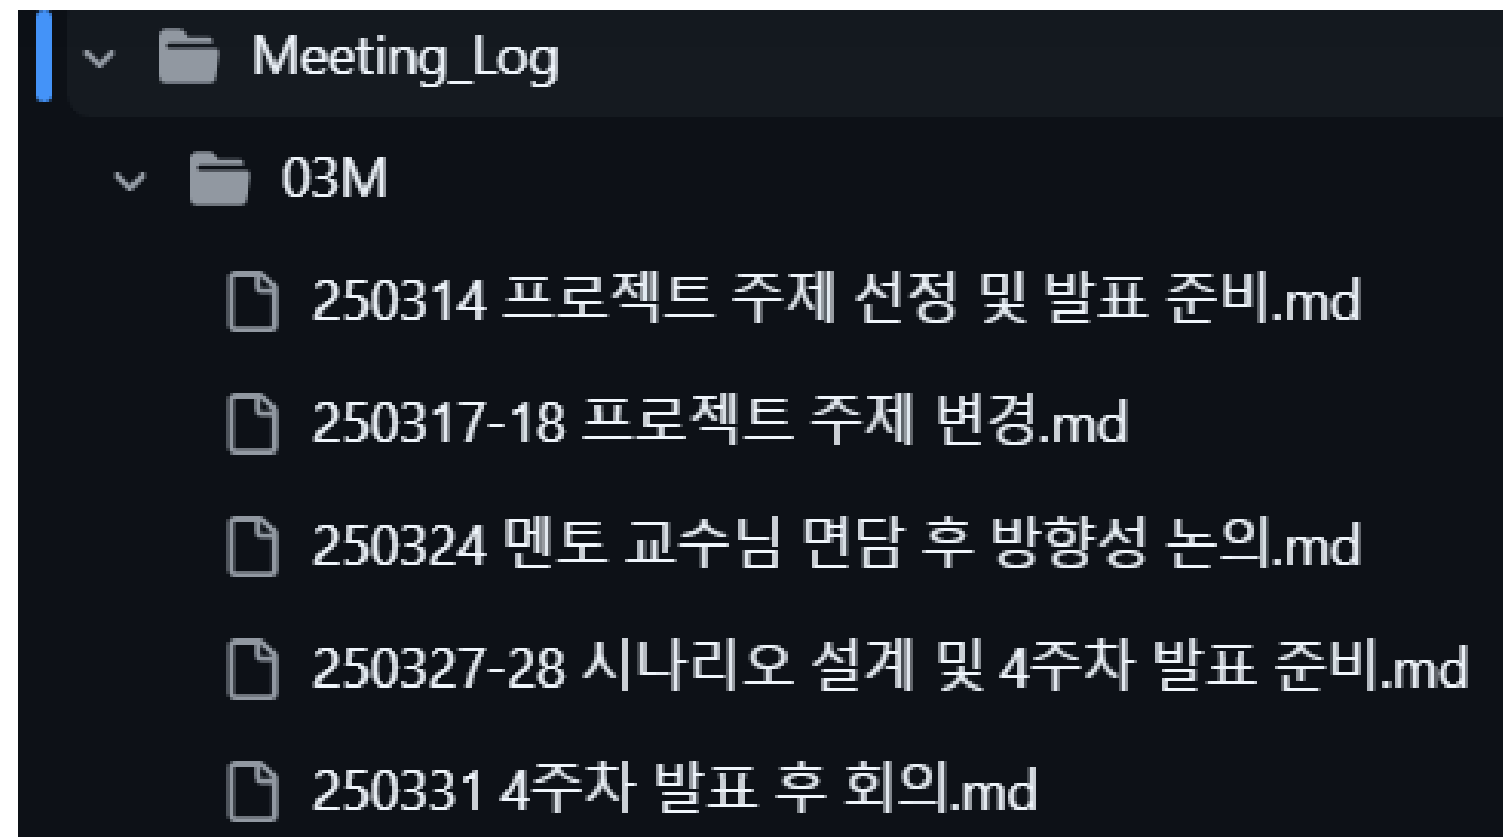 Meeting_Log
03M
250314 프로젝트 주제 선정 및 발표 준비.md
250317-18 프로젝트 주제 변경.md
250324 멘토 교수님 면담 후 방향성 논의.md
250327-28 시나리오 설계 및 4주차 발표 준비.md
250331 4주차 발표 후 회의.md